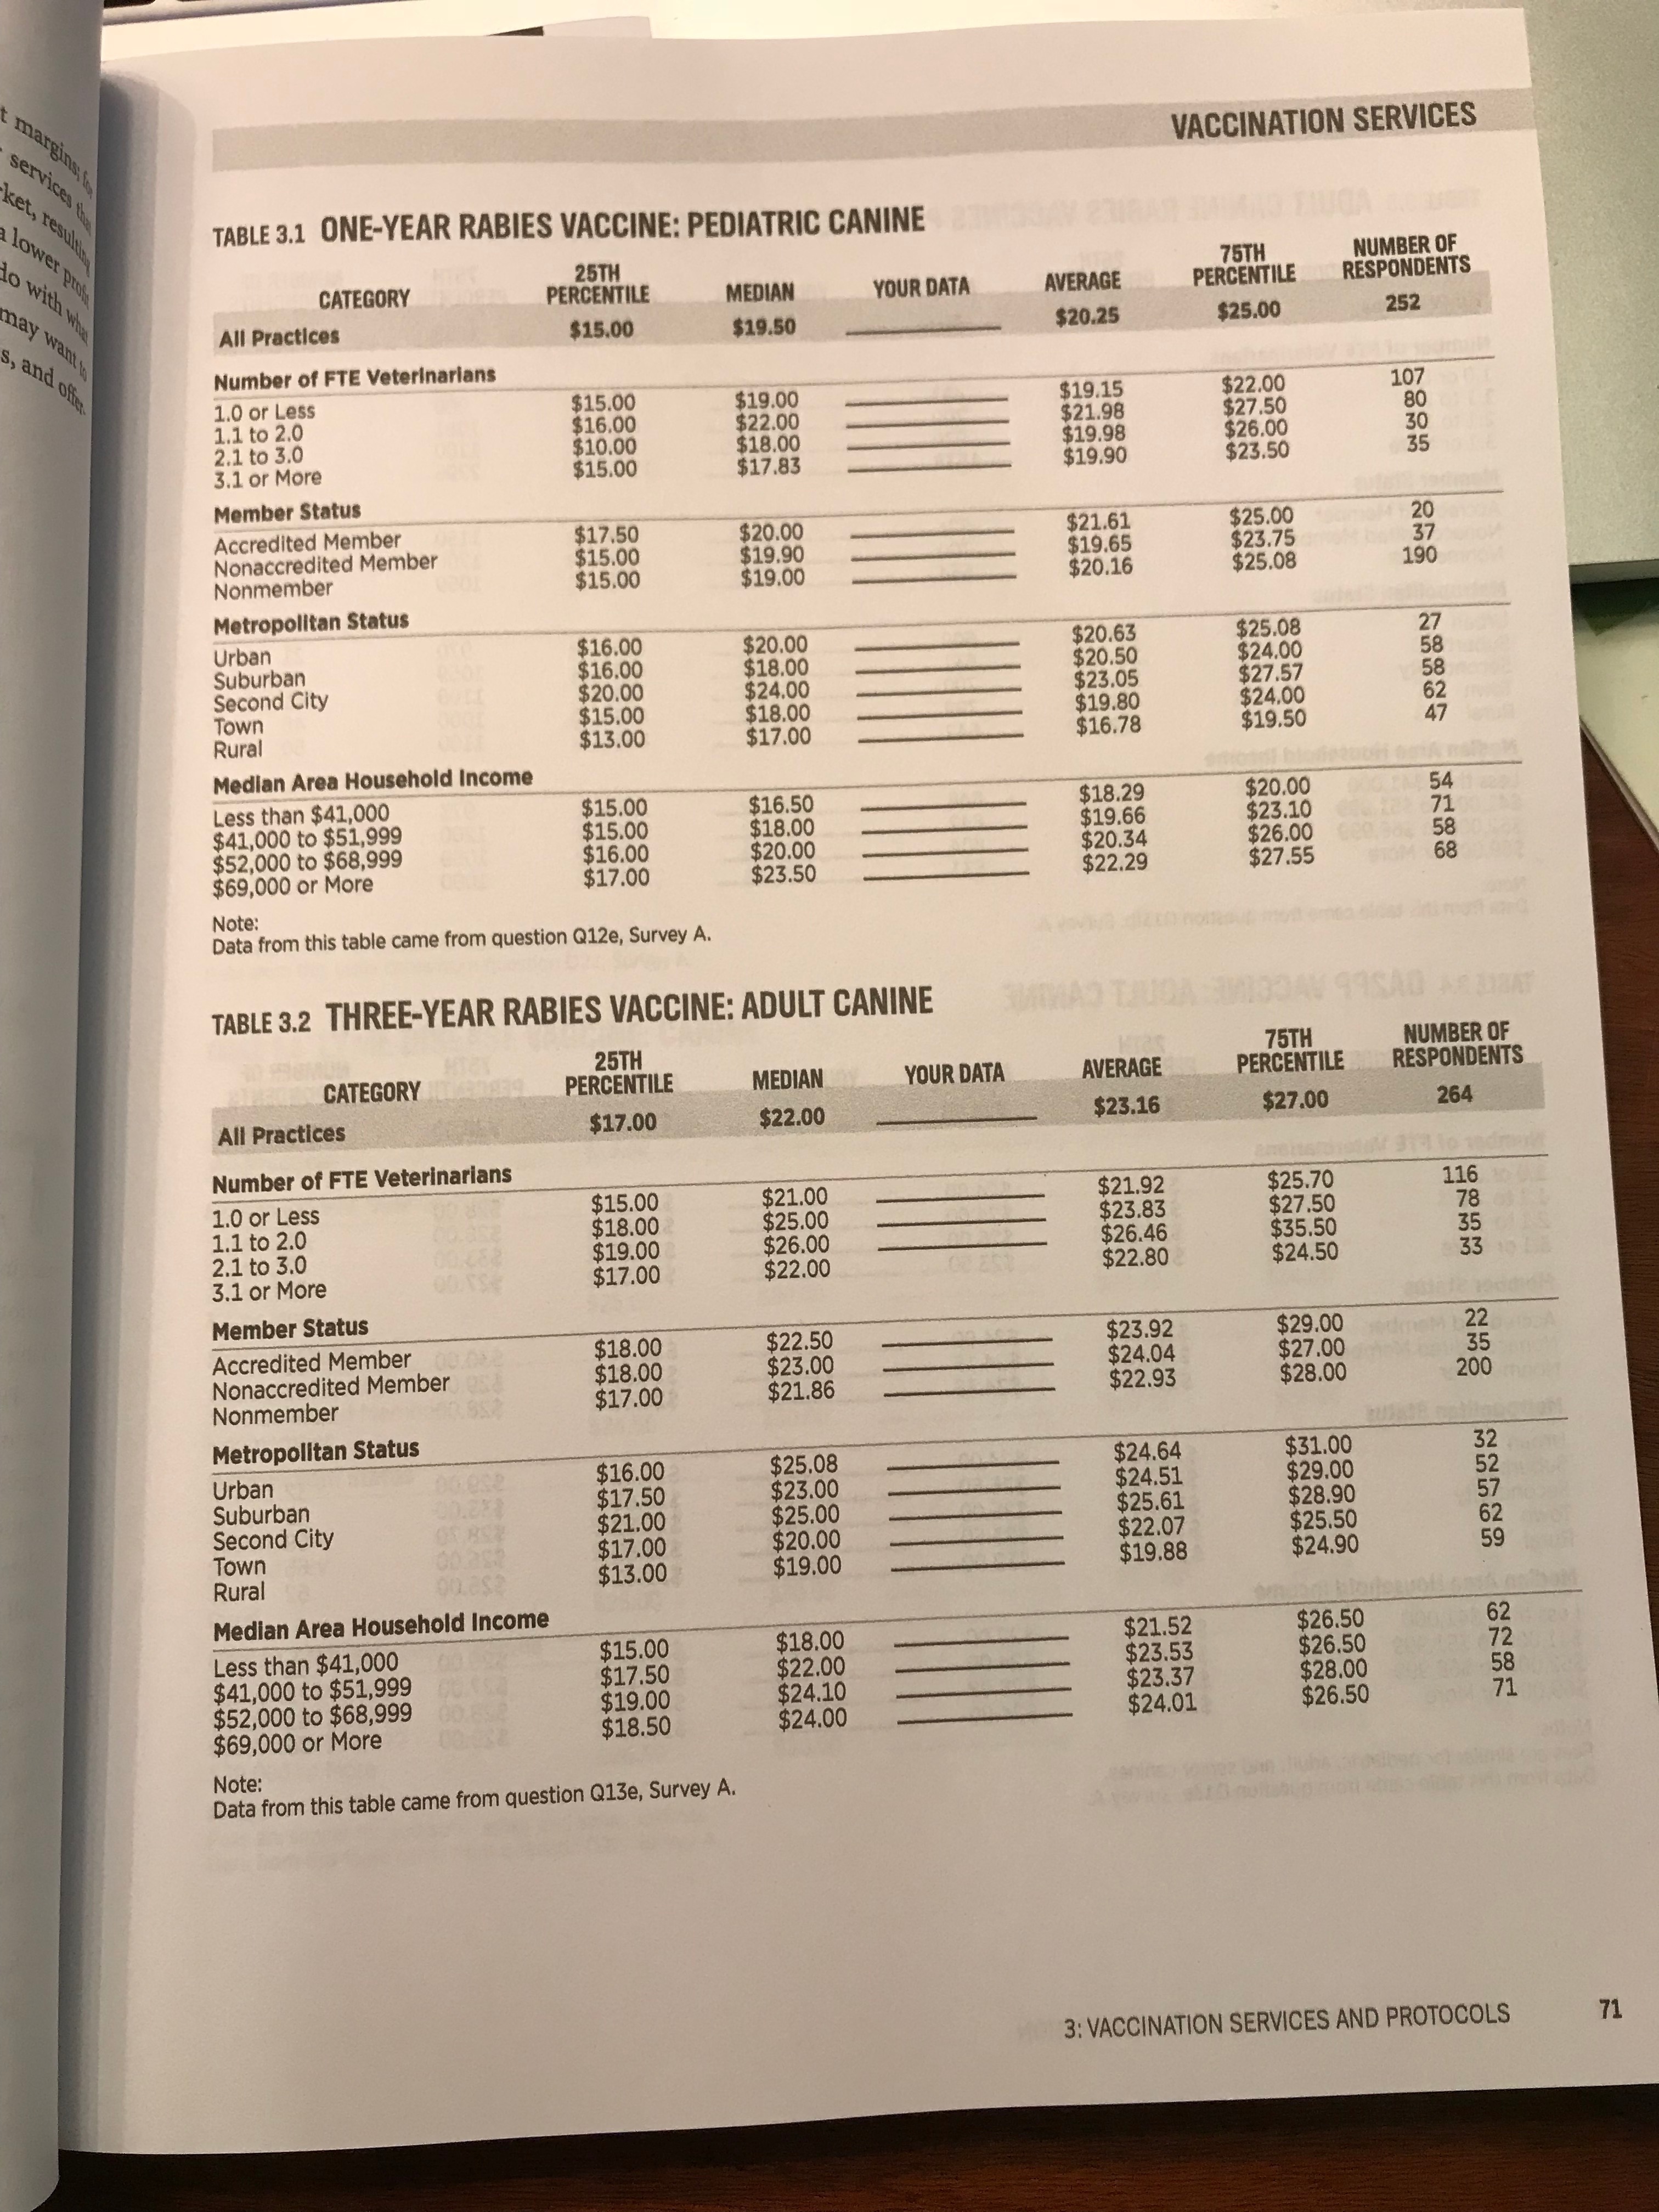 t margins; for
services that
ket, resulting
a lower profit
do with what
may want to
s, and offer-
VACCINATION SERVICES
TABLE 3.1 ONE-YEAR RABIES VACCINE: PEDIATRIC CANINE
CATEGORY 25TH PERCENTILE MEDIAN YOUR DATA AVERAGE 75TH PERCENTILE NUMBER OF RESPONDENTS
All Practices $15.00 $19.50 $20.25 $25.00 252
Number of FTE Veterinarians
1.0 or Less $15.00 $19.00 $19.15 $22.00 107
1.1 to 2.0 $16.00 $22.00 $21.98 $27.50 80
2.1 to 3.0 $10.00 $18.00 $19.98 $26.00 30
3.1 or More $15.00 $17.83 $19.90 $23.50 35
Member Status
Accredited Member $17.50 $20.00 $21.61 $25.00 20
Nonaccredited Member $15.00 $19.90 $19.65 $23.75 37
Nonmember $15.00 $19.00 $20.16 $25.08 190
Metropolitan Status
Urban $16.00 $20.00 $20.63 $25.08 27
Suburban $16.00 $18.00 $20.50 $24.00 58
Second City $20.00 $24.00 $23.05 $27.57 58
Town $15.00 $18.00 $19.80 $24.00 62
Rural $13.00 $17.00 $16.78 $19.50 47
Median Area Household Income
Less than $41,000 $15.00 $16.50 $18.29 $20.00 54
$41,000 to $51,999 $15.00 $18.00 $19.66 $23.10 71
$52,000 to $68,999 $16.00 $20.00 $20.34 $26.00 58
$69,000 or More $17.00 $23.50 $22.29 $27.55 68
Note:
Data from this table came from question Q12e, Survey A.
TABLE 3.2 THREE-YEAR RABIES VACCINE: ADULT CANINE
CATEGORY 25TH PERCENTILE MEDIAN YOUR DATA AVERAGE 75TH PERCENTILE NUMBER OF RESPONDENTS
All Practices $17.00 $22.00 $23.16 $27.00 264
Number of FTE Veterinarians
1.0 or Less $15.00 $21.00 $21.92 $25.70 116
1.1 to 2.0 $18.00 $25.00 $23.83 $27.50 78
2.1 to 3.0 $19.00 $26.00 $26.46 $35.50 35
3.1 or More $17.00 $22.00 $22.80 $24.50 33
Member Status
Accredited Member $18.00 $22.50 $23.92 $29.00 22
Nonaccredited Member $18.00 $23.00 $24.04 $27.00 35
Nonmember $17.00 $21.86 $22.93 $28.00 200
Metropolitan Status
Urban $16.00 $25.08 $24.64 $31.00 32
Suburban $17.50 $23.00 $24.51 $29.00 52
Second City $21.00 $25.00 $25.61 $28.90 57
Town $17.00 $20.00 $22.07 $25.50 62
Rural $13.00 $19.00 $19.88 $24.90 59
Median Area Household Income
Less than $41,000 $15.00 $18.00 $21.52 $26.50 62
$41,000 to $51,999 $17.50 $22.00 $23.53 $26.50 72
$52,000 to $68,999 $19.00 $24.10 $23.37 $28.00 58
$69,000 or More $18.50 $24.00 $24.01 $26.50 71
Note:
Data from this table came from question Q13e, Survey A.
3: VACCINATION SERVICES AND PROTOCOLS 71